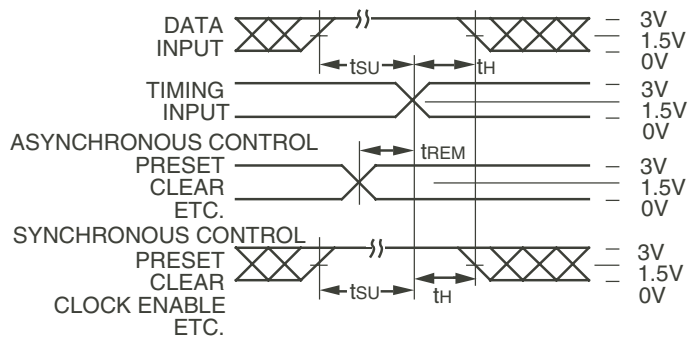 DATA
INPUT
tSU
tH
3V
1.5V
0V
TIMING
INPUT
3V
1.5V
0V
ASYNCHRONOUS CONTROL
PRESET
CLEAR
ETC.
tREM
3V
1.5V
0V
SYNCHRONOUS CONTROL
PRESET
CLEAR
CLOCK ENABLE
ETC.
tSU
tH
3V
1.5V
0V